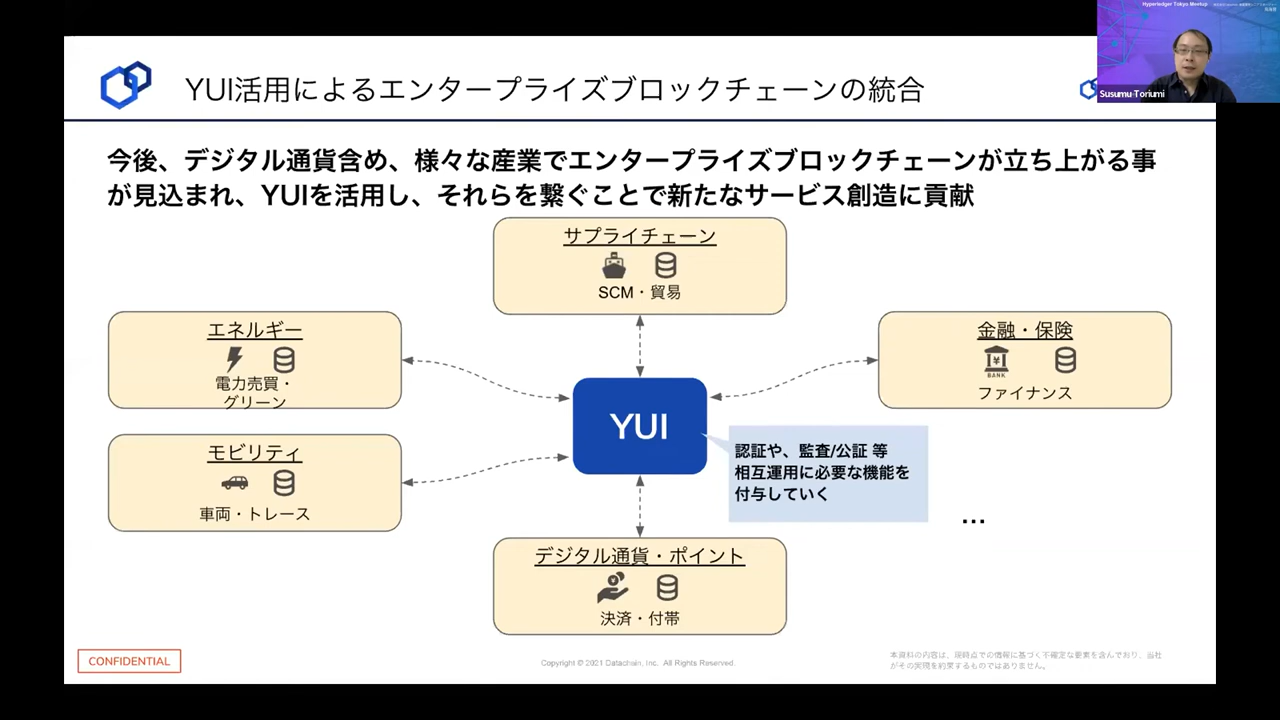 Hyperledger Tokyo Meetup
Susumu Toriumi
YUI活用によるエンタープライズブロックチェーンの統合
今後、デジタル通貨含め、様々な産業でエンタープライズブロックチェーンが立ち上がる事
が見込まれ、YUIを活用し、それらを繋ぐことで新たなサービス創造に貢献
サプライチェーン
SCM・貿易
エネルギー
電力売買・
グリーン
金融・保険
BANK
ファイナンス
YUI
モビリティ
車両・トレース
認証や、監査/公証 等
相互運用に必要な機能を
付与していく
…
デジタル通貨・ポイント
決済・付帯
CONFIDENTIAL
Copyright © 2021 Datachain, Inc. All Rights Reserved.
本資料の内容は、現時点での情報に基づく不確定な要素を含んでおり、当社
がその実現を約束するものではありません。